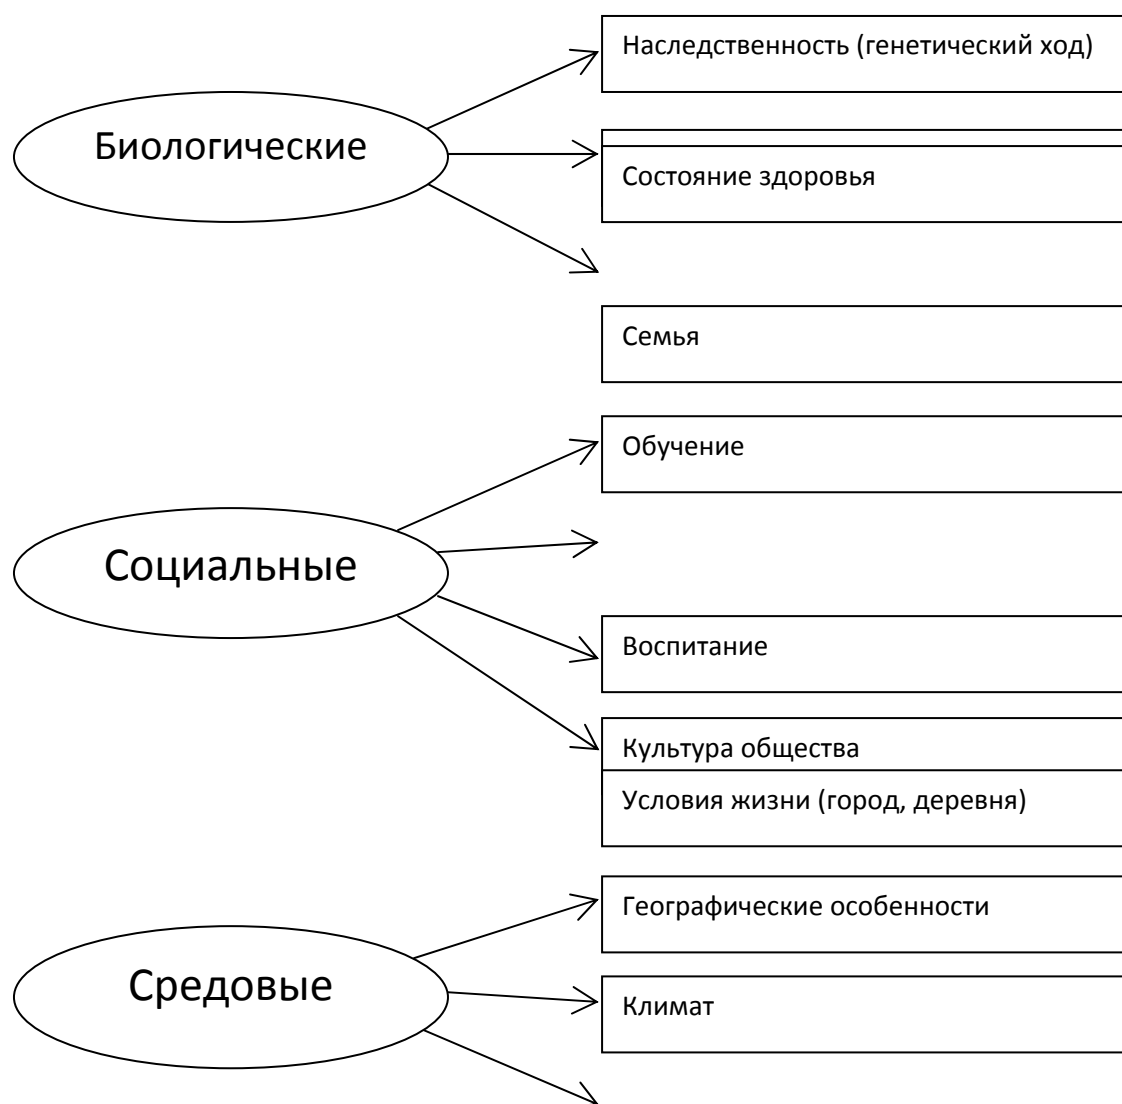 Наследственность (генетический ход)
Биологические
Состояние здоровья
Семья
Обучение
Социальные
Воспитание
Культура общества
Условия жизни (город, деревня)
Географические особенности
Средовые
Климат